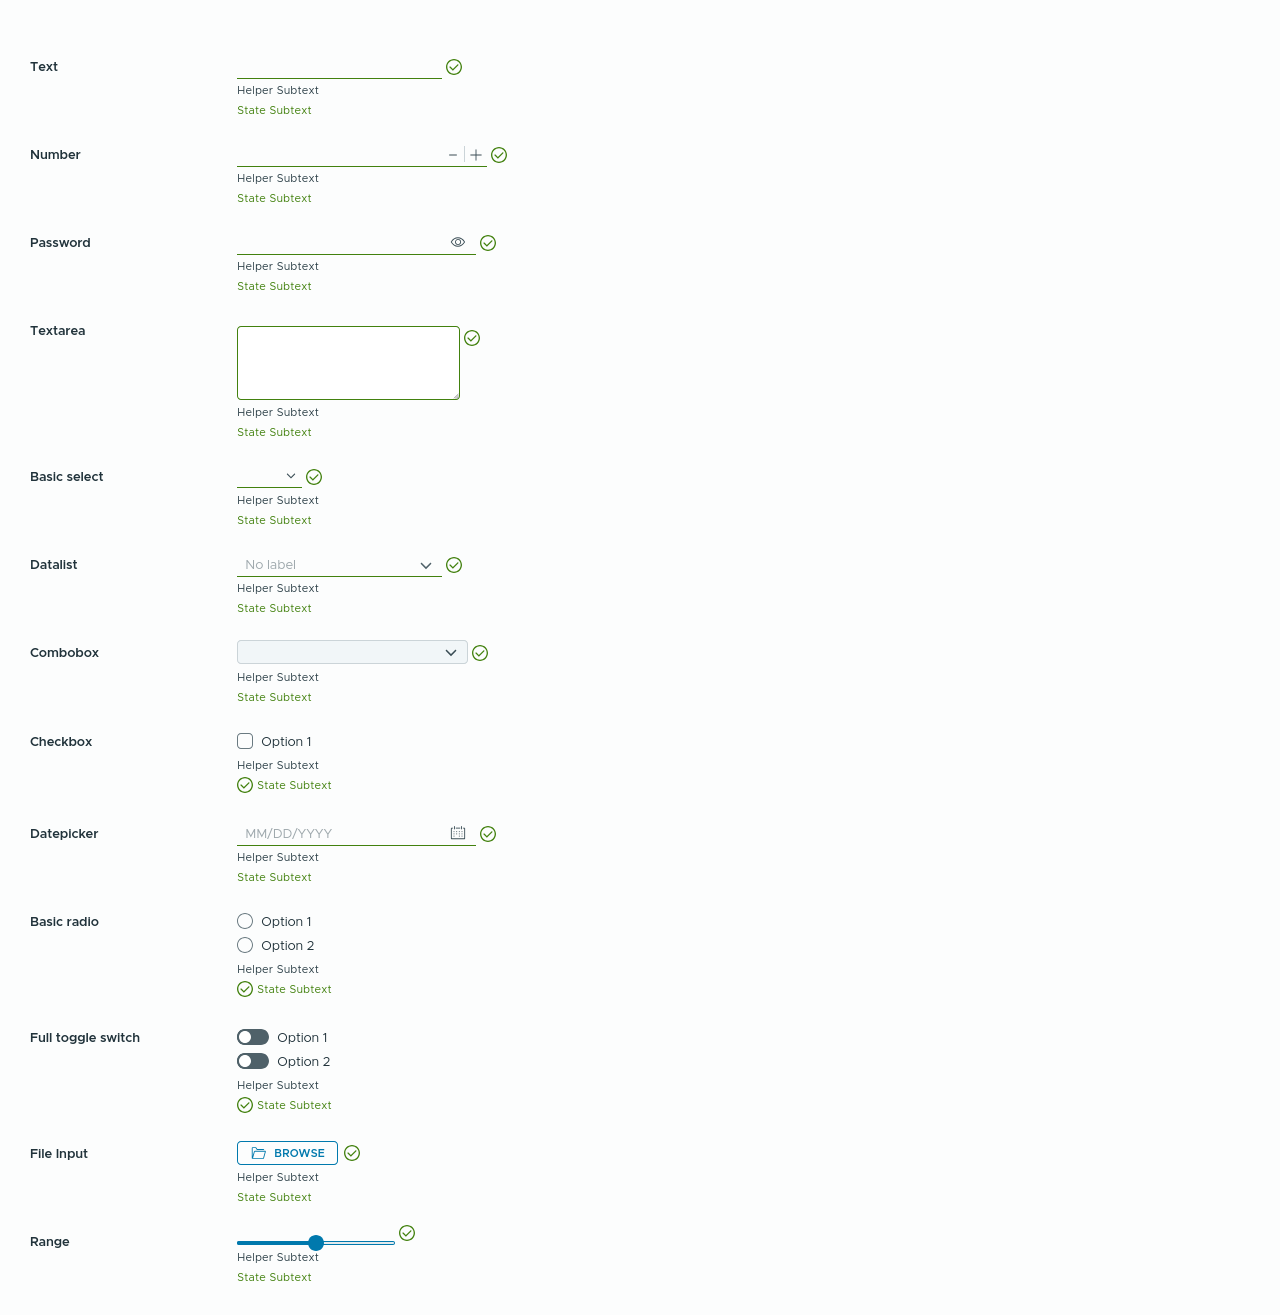 Text
Helper Subtext
State Subtext
Number
Helper Subtext
State Subtext
Password
Helper Subtext
State Subtext
Textarea
Helper Subtext
State Subtext
Basic select
Helper Subtext
State Subtext
Datalist No label
Helper Subtext
State Subtext
Combobox
Helper Subtext
State Subtext
Checkbox Option 1
Helper Subtext
State Subtext
Datepicker MM/DD/YYYY
Helper Subtext
State Subtext
Basic radio Option 1
Option 2
Helper Subtext
State Subtext
Full toggle switch Option 1
Option 2
Helper Subtext
State Subtext
File Input BROWSE
Helper Subtext
State Subtext
Range
Helper Subtext
State Subtext